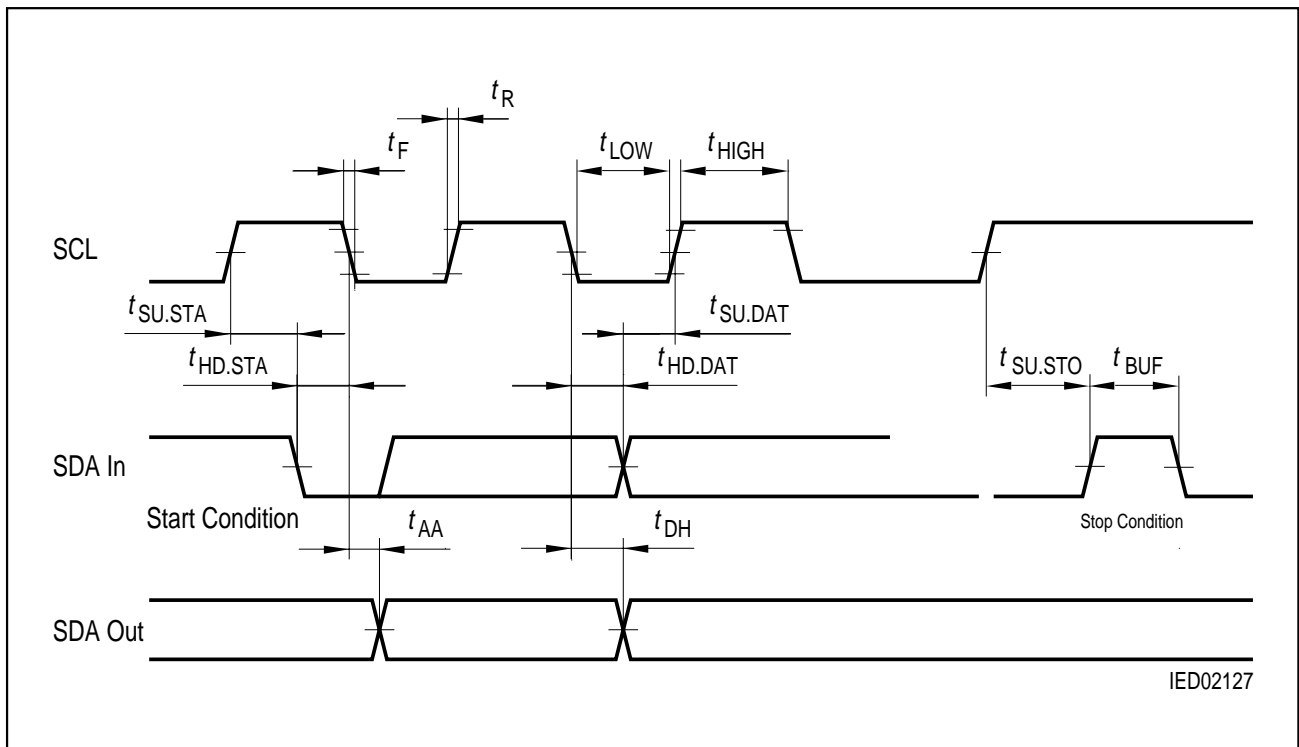 tR
tF
tLOW
tHIGH
SCL
tSU.STA
tSU.DAT
tHD.STA
tHD.DAT
tSU.STO
tBUF
SDA In
Start Condition
Stop Condition
tAA
tDH
SDA Out
IED02127